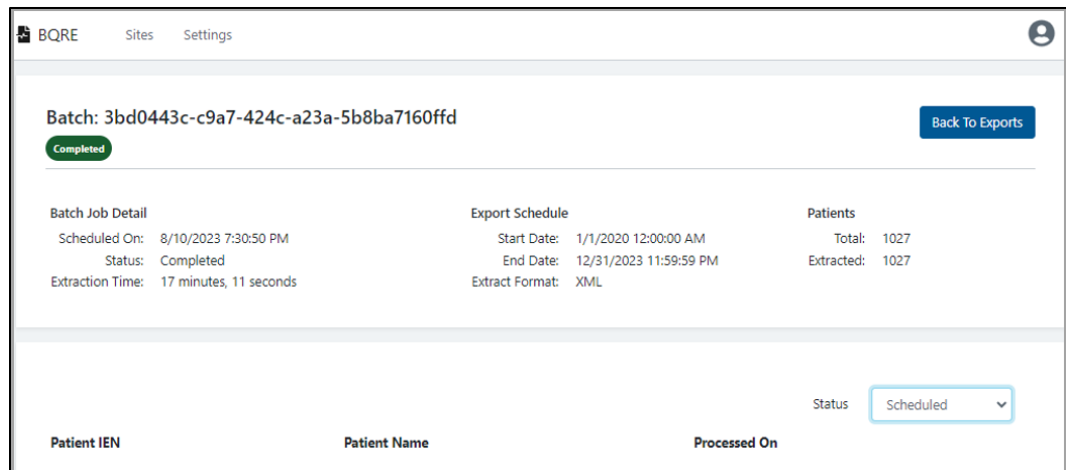 BQRE Sites Settings
Batch: 3bd0443c-c9a7-424c-a23a-5b8ba7160ffd
Back To Exports
Completed
Batch Job Detail
Scheduled On: 8/10/2023 7:30:50 PM
Status: Completed
Extraction Time: 17 minutes, 11 seconds
Export Schedule
Start Date: 1/1/2020 12:00:00 AM
End Date: 12/31/2023 11:59:59 PM
Extract Format: XML
Patients
Total: 1027
Extracted: 1027
Status Scheduled
Patient IEN Patient Name Processed On